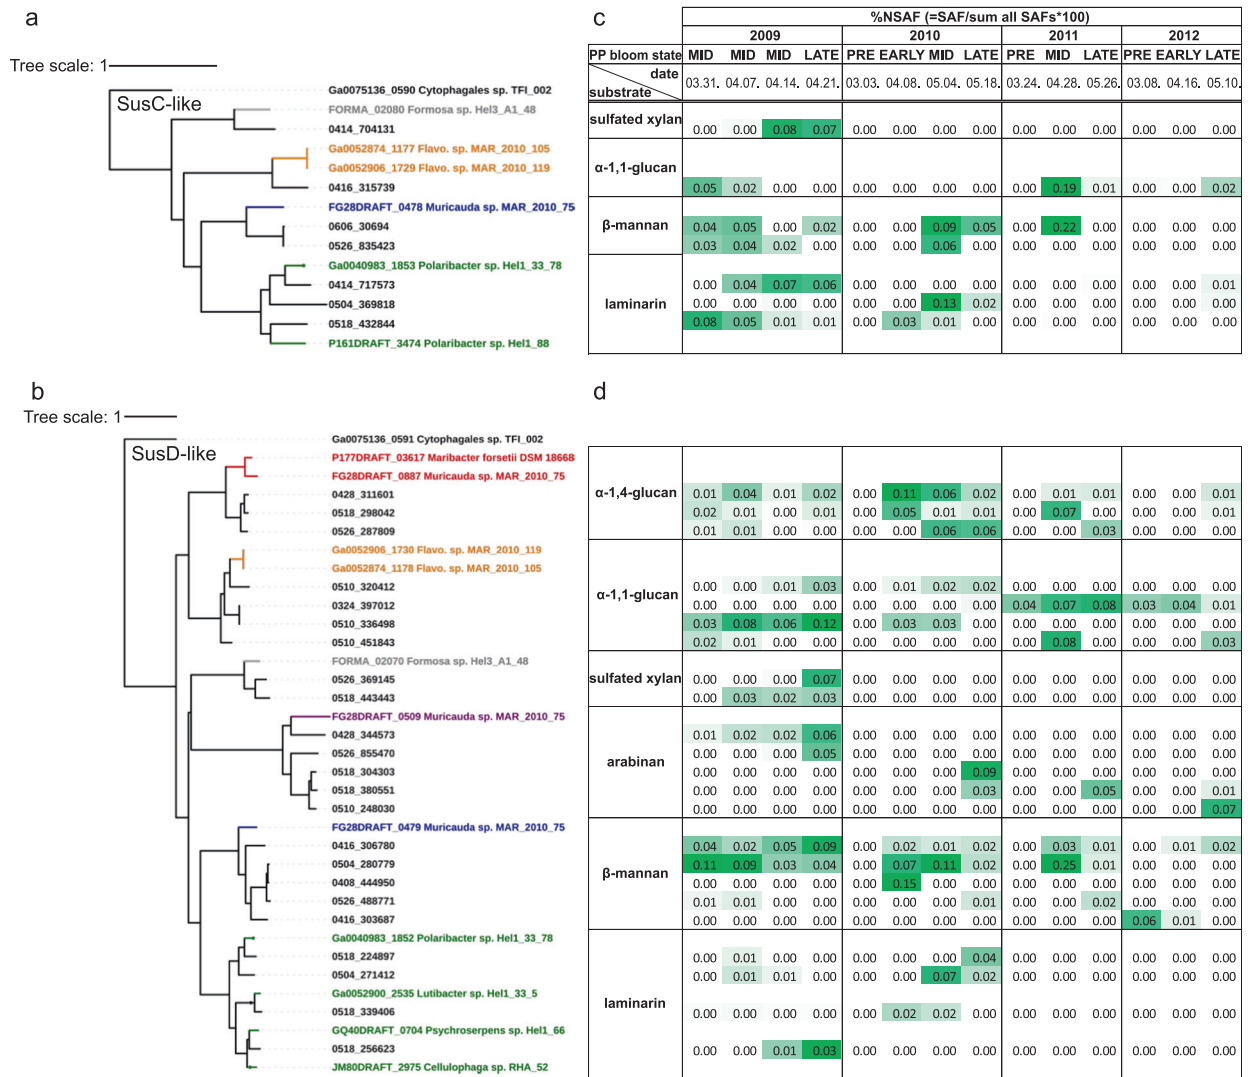 a
Tree scale: 1
SusC-like
Ga0075136_0590 Cytophagales sp. TFI_002
FORMA_02080 Formosa sp. Hel3_A1_48
0414_704131
Ga0052874_1177 Flavo. sp. MAR_2010_105
Ga0052906_1729 Flavo. sp. MAR_2010_119
0416_315739
FG28DRAFT_0478 Muricauda sp. MAR_2010_75
0606_30694
0526_835423
Ga0040983_1853 Polaribacter sp. Hel1_33_78
0414_717573
0504_369818
0518_432844
P161DRAFT_3474 Polaribacter sp. Hel1_88
c
%NSAF (=SAF/sum all SAFs*100)
2009 2010 2011 2012
PP bloom state MID MID MID LATE PRE EARLY MID LATE PRE MID LATE PRE EARLY LATE
date 03.31. 04.07. 04.14. 04.21. 03.03. 04.08. 05.04. 05.18. 03.24. 04.28. 05.26. 03.08. 04.16. 05.10.
substrate
sulfated xylan 0.00 0.00 0.08 0.07 0.00 0.00 0.00 0.00 0.00 0.00 0.00 0.00 0.00 0.00
α-1,1-glucan
0.05 0.02 0.00 0.00 0.00 0.00 0.00 0.00 0.00 0.19 0.01 0.00 0.00 0.02
β-mannan 0.04 0.05 0.00 0.02 0.00 0.00 0.09 0.05 0.00 0.22 0.00 0.00 0.00 0.00
0.03 0.04 0.02 0.00 0.00 0.00 0.06 0.00 0.00 0.00 0.00 0.00 0.00 0.00
0.00 0.04 0.07 0.06 0.00 0.00 0.00 0.00 0.00 0.00 0.00 0.00 0.00 0.01
laminarin 0.00 0.00 0.00 0.00 0.00 0.00 0.13 0.02 0.00 0.00 0.00 0.00 0.00 0.00
0.08 0.05 0.01 0.01 0.00 0.03 0.01 0.00 0.00 0.00 0.00 0.00 0.00 0.00
b
Tree scale: 1
SusD-like
Ga0075136_0591 Cytophagales sp. TFI_002
P177DRAFT_03617 Maribacter forsetii DSM 18668
FG28DRAFT_0887 Muricauda sp. MAR_2010_75
0428_311601
0518_298042
0526_287809
Ga0052906_1730 Flavo. sp. MAR_2010_119
Ga0052874_1178 Flavo. sp. MAR_2010_105
0510_320412
0324_397012
0510_336498
0510_451843
FORMA_02070 Formosa sp. Hel3_A1_48
0526_369145
0518_443443
FG28DRAFT_0509 Muricauda sp. MAR_2010_75
0428_344573
0526_855470
0518_304303
0518_380551
0510_248030
FG28DRAFT_0479 Muricauda sp. MAR_2010_75
0416_306780
0504_280779
0408_444950
0526_488771
0416_303687
Ga0040983_1852 Polaribacter sp. Hel1_33_78
0518_224897
0504_271412
Ga0052900_2535 Lutibacter sp. Hel1_33_5
0518_339406
GQ40DRAFT_0704 Psychroserpens sp. Hel1_66
0518_256623
JM80DRAFT_2975 Cellulophaga sp. RHA_52
d
α-1,4-glucan 0.01 0.04 0.01 0.02 0.00 0.11 0.06 0.02 0.00 0.01 0.01 0.00 0.00 0.01
0.02 0.01 0.00 0.01 0.00 0.05 0.01 0.01 0.00 0.07 0.00 0.00 0.00 0.01
0.01 0.01 0.00 0.00 0.00 0.00 0.06 0.06 0.00 0.00 0.03 0.00 0.00 0.00
α-1,1-glucan 0.00 0.00 0.01 0.03 0.00 0.01 0.02 0.02 0.00 0.00 0.00 0.00 0.00 0.00
0.00 0.00 0.00 0.00 0.00 0.00 0.00 0.00 0.04 0.07 0.08 0.03 0.04 0.01
0.03 0.08 0.06 0.12 0.00 0.03 0.03 0.00 0.00 0.00 0.00 0.00 0.00 0.00
0.02 0.01 0.00 0.00 0.00 0.00 0.00 0.00 0.00 0.08 0.00 0.00 0.00 0.03
sulfated xylan 0.00 0.00 0.00 0.07 0.00 0.00 0.00 0.00 0.00 0.00 0.00 0.00 0.00 0.00
0.00 0.03 0.02 0.03 0.00 0.00 0.00 0.00 0.00 0.00 0.00 0.00 0.00 0.00
arabinan 0.01 0.02 0.02 0.06 0.00 0.00 0.00 0.00 0.00 0.00 0.00 0.00 0.00 0.00
0.00 0.00 0.00 0.05 0.00 0.00 0.00 0.00 0.00 0.00 0.00 0.00 0.00 0.00
0.00 0.00 0.00 0.00 0.00 0.00 0.00 0.09 0.00 0.00 0.00 0.00 0.00 0.00
0.00 0.00 0.00 0.00 0.00 0.00 0.00 0.03 0.00 0.00 0.05 0.00 0.00 0.01
0.00 0.00 0.00 0.00 0.00 0.00 0.00 0.00 0.00 0.00 0.00 0.00 0.00 0.07
β-mannan 0.04 0.02 0.05 0.09 0.00 0.02 0.01 0.02 0.00 0.03 0.01 0.00 0.01 0.02
0.11 0.09 0.03 0.04 0.00 0.07 0.11 0.02 0.00 0.25 0.01 0.00 0.00 0.00
0.00 0.00 0.00 0.00 0.00 0.15 0.00 0.00 0.00 0.00 0.00 0.00 0.00 0.00
0.01 0.01 0.00 0.00 0.00 0.00 0.00 0.01 0.00 0.00 0.02 0.00 0.00 0.00
0.00 0.00 0.00 0.00 0.00 0.00 0.00 0.00 0.00 0.00 0.00 0.06 0.01 0.00
laminarin 0.00 0.01 0.00 0.00 0.00 0.00 0.00 0.04 0.00 0.00 0.00 0.00 0.00 0.00
0.00 0.01 0.01 0.00 0.00 0.00 0.07 0.02 0.00 0.00 0.00 0.00 0.00 0.00
0.00 0.00 0.00 0.00 0.00 0.02 0.02 0.00 0.00 0.00 0.00 0.00 0.00 0.00
0.00 0.00 0.01 0.03 0.00 0.00 0.00 0.00 0.00 0.00 0.00 0.00 0.00 0.00